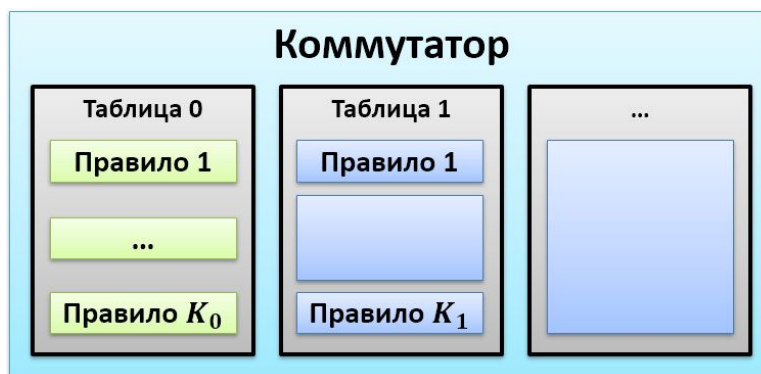 Коммутатор
Таблица 0
Правило 1
...
Правило K₀
Таблица 1
Правило 1
Правило K₁
...